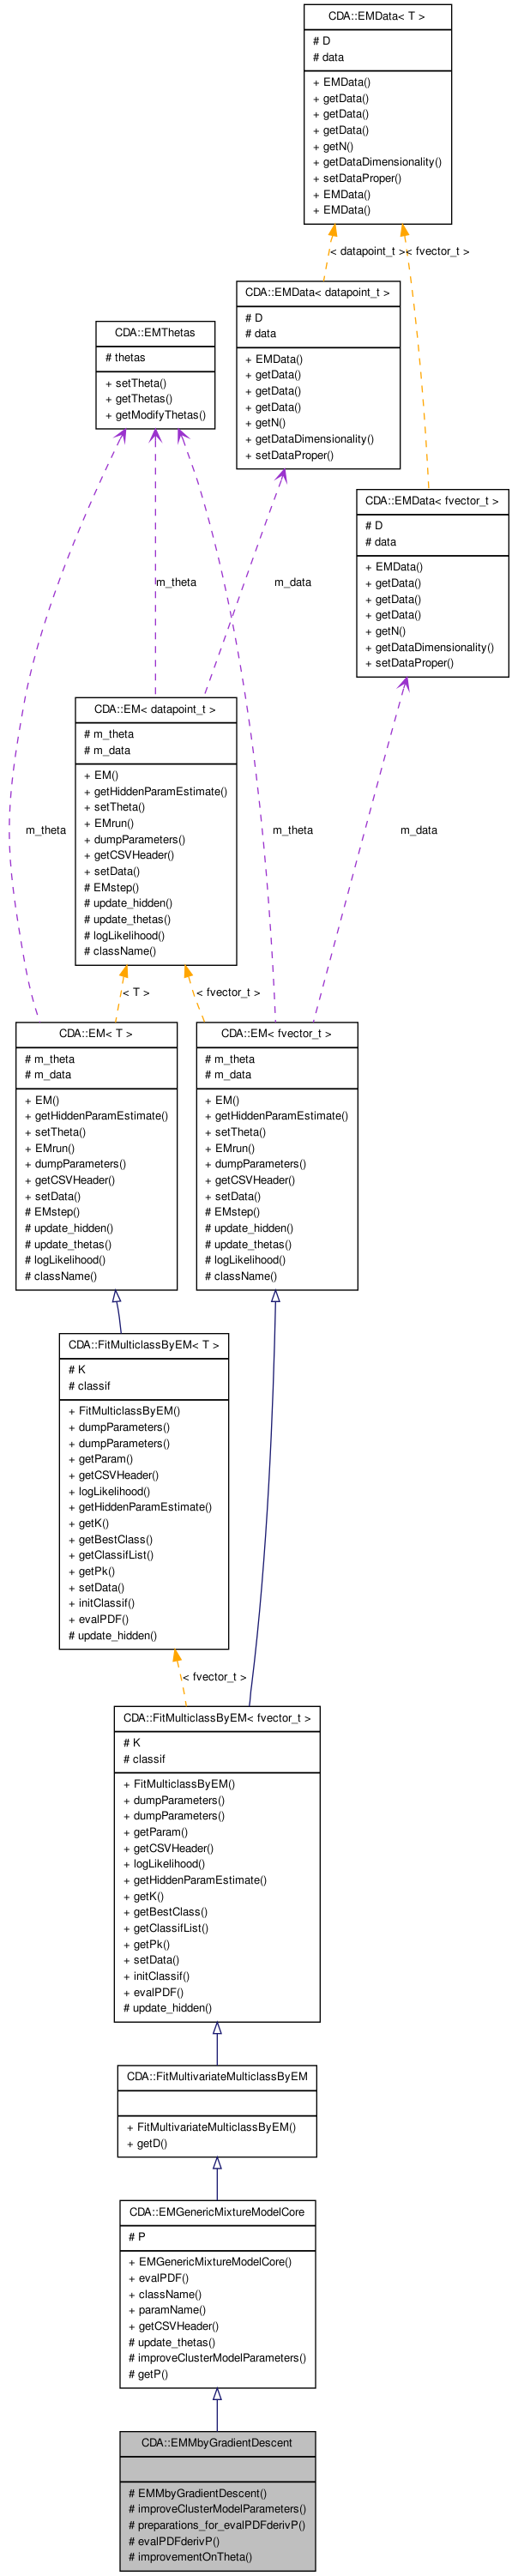 CDA::EMData< T >
# D
# data
+ EMData()
+ getData()
+ getData()
+ getData()
+ getN()
+ getDataDimensionality()
+ setDataProper()
+ EMData()
+ EMData()
< datapoint_t >
< fvector_t >
CDA::EMData< datapoint_t >
# D
# data
+ EMData()
+ getData()
+ getData()
+ getData()
+ getN()
+ getDataDimensionality()
+ setDataProper()
CDA::EMThetas
# thetas
+ setTheta()
+ getThetas()
+ getModifyThetas()
CDA::EMData< fvector_t >
# D
# data
+ EMData()
+ getData()
+ getData()
+ getData()
+ getN()
+ getDataDimensionality()
+ setDataProper()
m_theta
m_data
CDA::EM< datapoint_t >
# m_theta
# m_data
+ EM()
+ getHiddenParamEstimate()
+ setTheta()
+ EMrun()
+ dumpParameters()
+ getCSVHeader()
+ setData()
# EMstep()
# update_hidden()
# update_thetas()
# logLikelihood()
# className()
m_theta
m_theta
m_data
< T >
< fvector_t >
CDA::EM< T >
# m_theta
# m_data
+ EM()
+ getHiddenParamEstimate()
+ setTheta()
+ EMrun()
+ dumpParameters()
+ getCSVHeader()
+ setData()
# EMstep()
# update_hidden()
# update_thetas()
# logLikelihood()
# className()
CDA::EM< fvector_t >
# m_theta
# m_data
+ EM()
+ getHiddenParamEstimate()
+ setTheta()
+ EMrun()
+ dumpParameters()
+ getCSVHeader()
+ setData()
# EMstep()
# update_hidden()
# update_thetas()
# logLikelihood()
# className()
CDA::FitMulticlassByEM< T >
# K
# classif
+ FitMulticlassByEM()
+ dumpParameters()
+ dumpParameters()
+ getParam()
+ getCSVHeader()
+ logLikelihood()
+ getHiddenParamEstimate()
+ getK()
+ getBestClass()
+ getClassifList()
+ getPk()
+ setData()
+ initClassif()
+ evalPDF()
# update_hidden()
< fvector_t >
CDA::FitMulticlassByEM< fvector_t >
# K
# classif
+ FitMulticlassByEM()
+ dumpParameters()
+ dumpParameters()
+ getParam()
+ getCSVHeader()
+ logLikelihood()
+ getHiddenParamEstimate()
+ getK()
+ getBestClass()
+ getClassifList()
+ getPk()
+ setData()
+ initClassif()
+ evalPDF()
# update_hidden()
CDA::FitMultivariateMulticlassByEM
+ FitMultivariateMulticlassByEM()
+ getD()
CDA::EMGenericMixtureModelCore
# P
+ EMGenericMixtureModelCore()
+ evalPDF()
+ className()
+ paramName()
+ getCSVHeader()
# update_thetas()
# improveClusterModelParameters()
# getP()
CDA::EMMbyGradientDescent
# EMMbyGradientDescent()
# improveClusterModelParameters()
# preparations_for_evalPDFderivP()
# evalPDFderivP()
# improvementOnTheta()